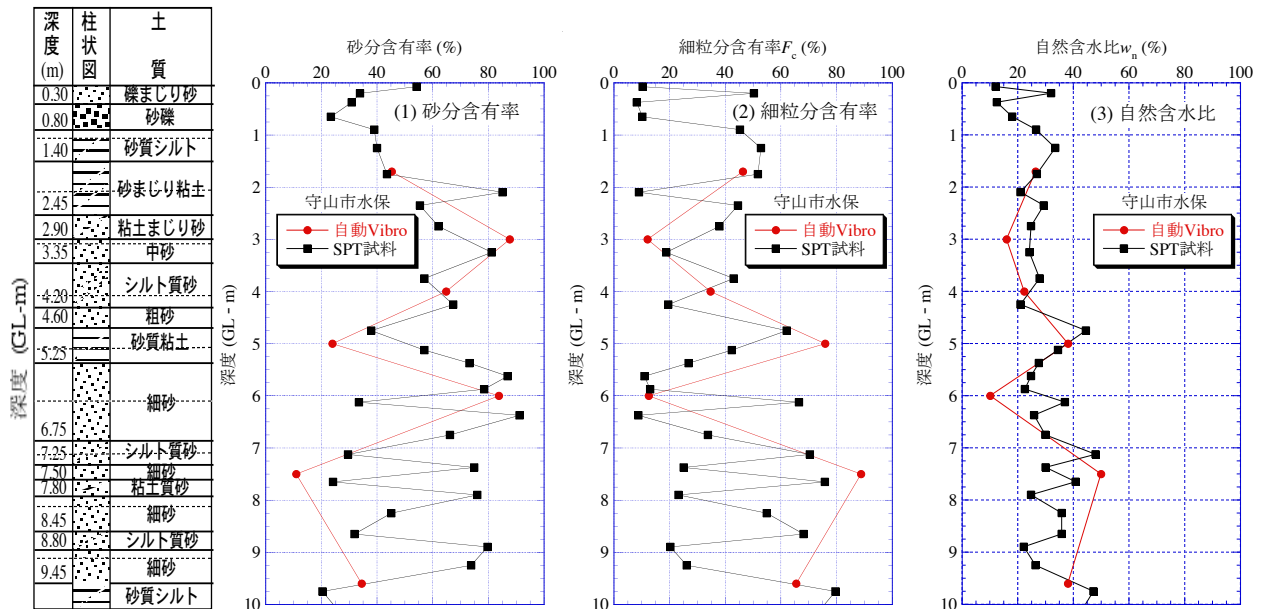 深度(m) 柱状図 土質
0.30 礫まじり砂
0.80 砂礫
1.40 砂質シルト
2.45 砂まじり粘土
2.90 粘土まじり砂
3.35 中砂
4.20 シルト質砂
4.60 粗砂
5.25 砂質粘土
6.75 細砂
7.25 シルト質砂
7.50 細砂
7.80 粘土質砂
8.45 細砂
8.80 シルト質砂
9.45 細砂
砂質シルト
深度 (GL-m)
砂分含有率 (%)
0 20 40 60 80 100
(1) 砂分含有率
守山市水保
自動Vibro
SPT試料
深度 (GL - m)
0
1
2
3
4
5
6
7
8
9
10
細粒分含有率Fc (%)
0 20 40 60 80 100
(2) 細粒分含有率
守山市水保
自動Vibro
SPT試料
深度 (GL - m)
0
1
2
3
4
5
6
7
8
9
10
自然含水比wn (%)
0 20 40 60 80 100
(3) 自然含水比
守山市水保
自動Vibro
SPT試料
深度 (GL - m)
0
1
2
3
4
5
6
7
8
9
10